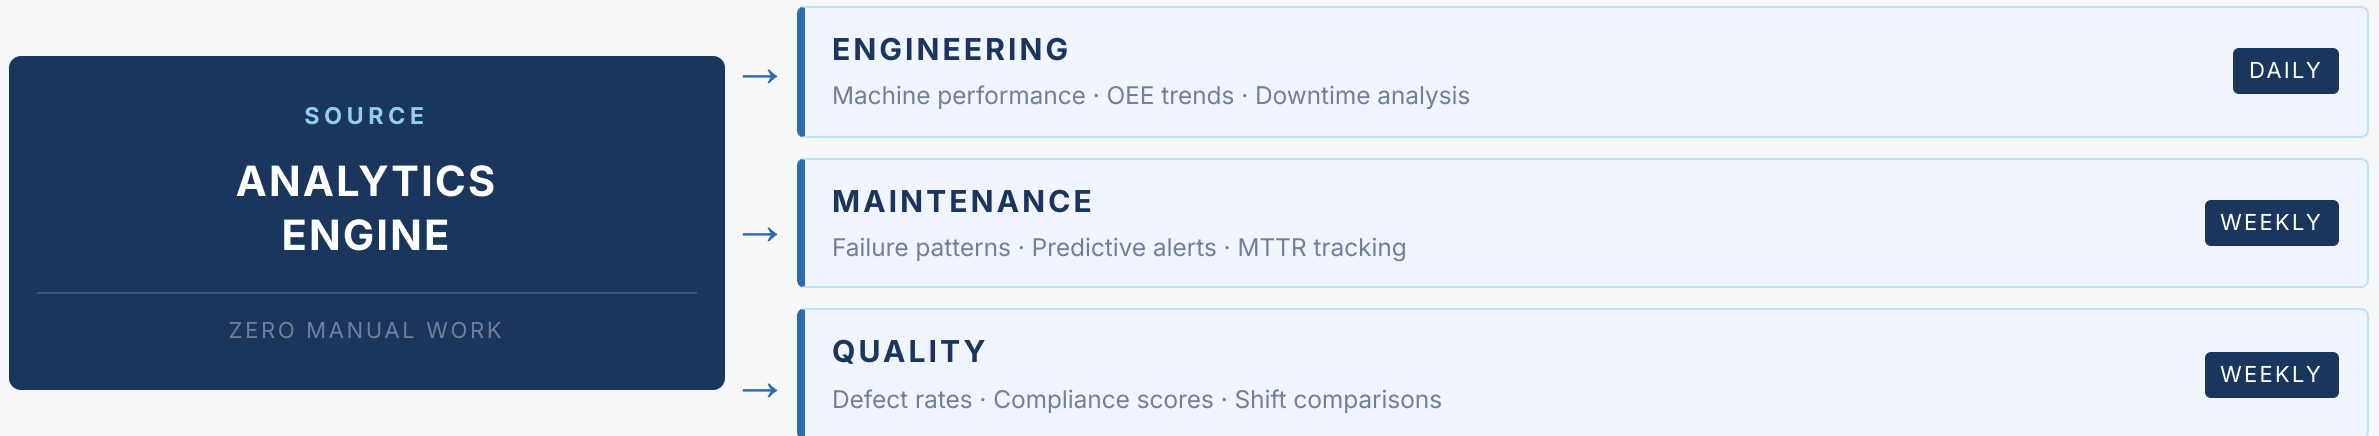 SOURCE
ANALYTICS
ENGINE
ZERO MANUAL WORK
→
→
→
ENGINEERING
Machine performance · OEE trends · Downtime analysis
DAILY
MAINTENANCE
Failure patterns · Predictive alerts · MTTR tracking
WEEKLY
QUALITY
Defect rates · Compliance scores · Shift comparisons
WEEKLY